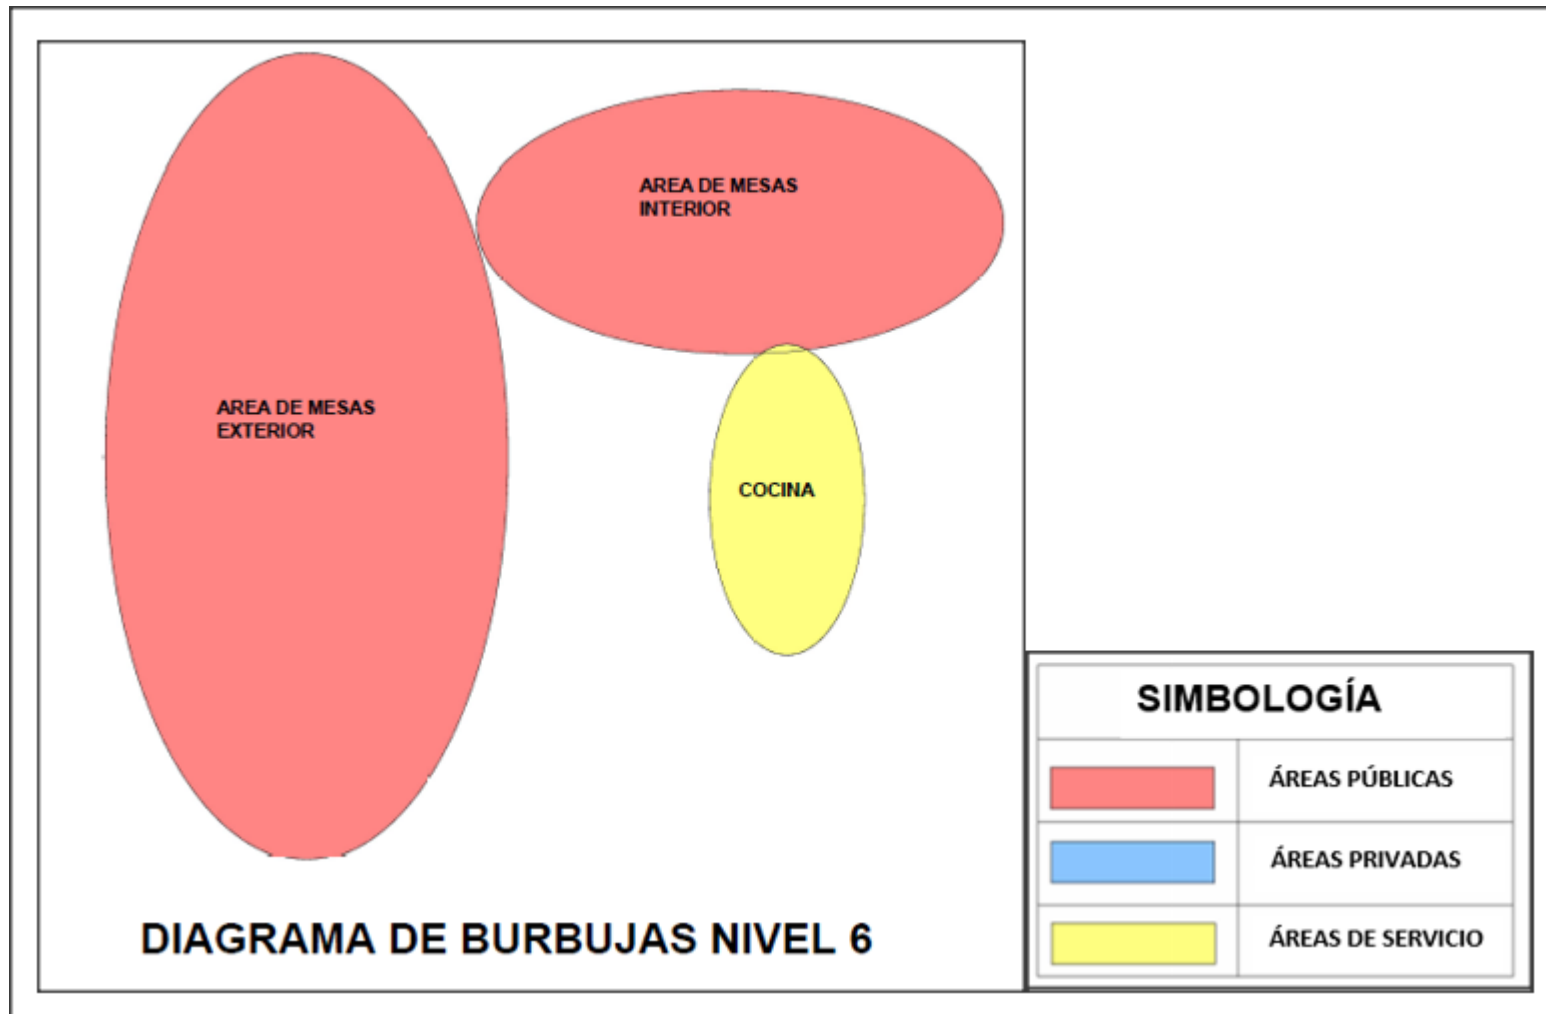 AREA DE MESAS
INTERIOR
AREA DE MESAS
EXTERIOR
COCINA
DIAGRAMA DE BURBUJAS NIVEL 6
SIMBOLOGÍA
ÁREAS PÚBLICAS
ÁREAS PRIVADAS
ÁREAS DE SERVICIO